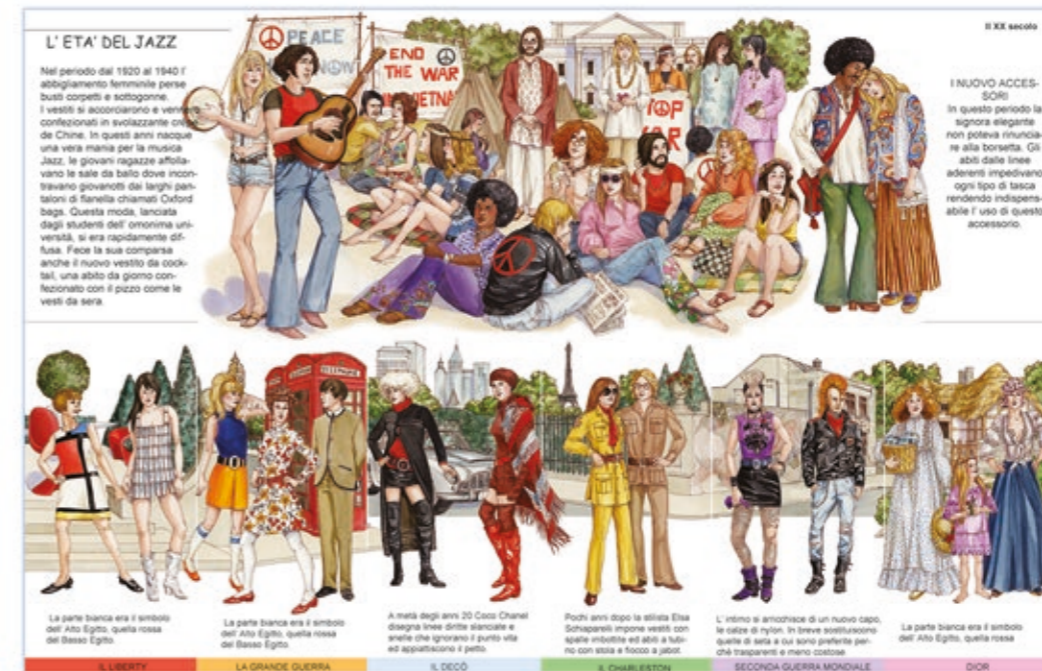 Il XX secolo
L' ETA' DEL JAZZ
Nel periodo dal 1920 al 1940 l'
abbigliamento femminile perse
busti corpetti e sottogonne.
I vestiti si accorciarono e vennero
confezionati in svolazzante
de Chine. In questi anni nacque
una vera mania per la musica
Jazz, le giovani ragazze affolla-
vano le sale da ballo dove incon-
travano giovanotti dai larghi pan-
taloni di flanella chiamati Oxford
bags. Questa moda, lanciata
dagli studenti dell' omonima uni-
versità, si era rapidamente dif-
fusa. Fece la sua comparsa
anche il nuovo vestito da cock-
tail, una abito da giorno con-
fezionato con il pizzo come le
vesti da sera.
PEACE
NOW
END
THE WAR
VIETNA
TOP
AR
I NUOVO ACCES-
SORI
In questo periodo la
signora elegante
non poteva rinuncia-
re alla borsetta. Gli
abiti dalle linee
aderenti impedivano
ogni tipo di tasca
rendendo indispens-
abile l' uso di questo
accessorio.
La parte bianca era il simbolo
dell' Alto Egitto, quella rossa
del Basso Egitto.
La parte bianca era il simbolo
dell' Alto Egitto, quella rossa
del Basso Egitto.
A metà degli anni 20 Coco Chanel
disegna linee diritte slanciate e
snelle che ignorano il punto vita
ed appiattiscono il petto.
Pochi anni dopo la stilista Elsa
Schiaparelli impone vestiti con
spalle imbottite ed abiti a tubi-
no con stola e fiocco a jabot.
L' intimo si arricchisce di un nuovo capo,
le calze di nylon. In breve sostituiscono
quelle di seta a cui sono preferite per-
chè trasparenti e meno costose.
La parte bianca era il simbolo
dell' Alto Egitto, quella rossa
IL LIBERTY
LA GRANDE GUERRA
IL DECÒ
IL CHARLESTON
SECONDA GUERRA MONDIALE
DIOR